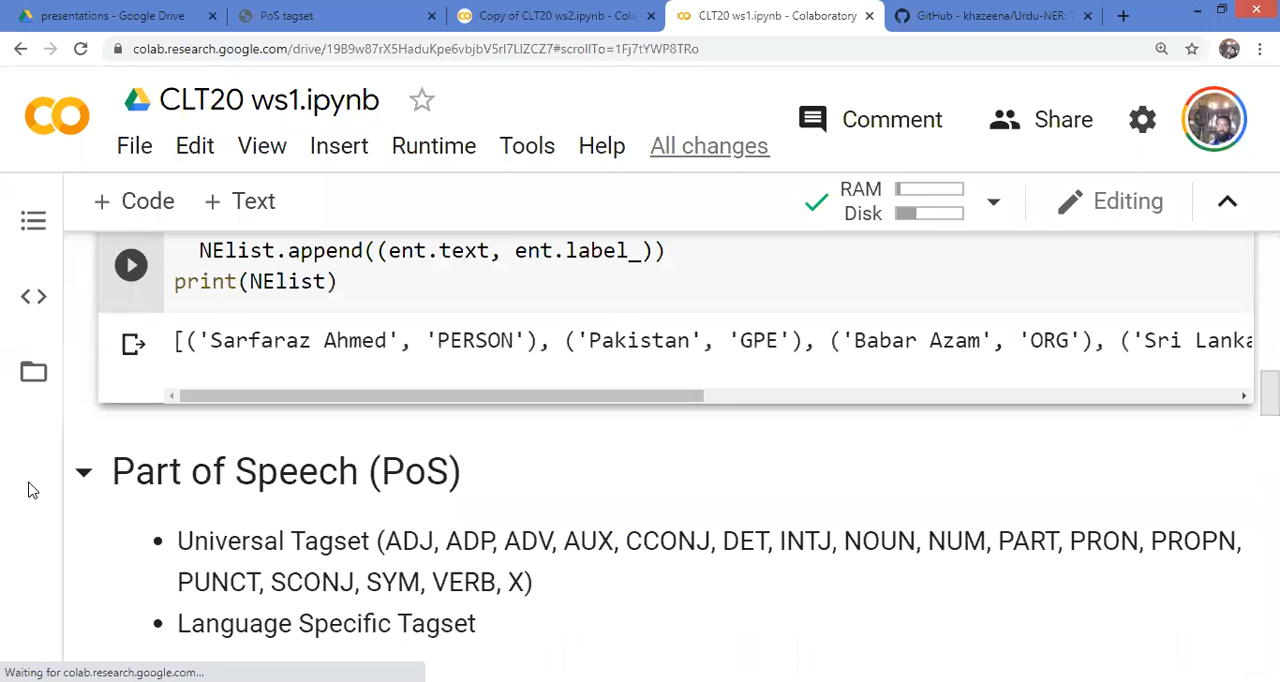 presentations - Google Drive
PoS tagset
Copy of CLT20 ws2.ipynb - Cola
CLT20 ws1.ipynb - Colaboratory
GitHub - khazeena/Urdu-NER: T
colab.research.google.com/drive/19B9w87rX5HaduKpe6vbjbV5rI7LIZCZ7#scrollTo=1Fj7tYWP8TRo
CLT20 ws1.ipynb
Comment
Share
File Edit View Insert Runtime Tools Help All changes
+ Code + Text
RAM
Disk
Editing
NElist.append((ent.text, ent.label_))
print(NElist)
[('Sarfaraz Ahmed', 'PERSON'), ('Pakistan', 'GPE'), ('Babar Azam', 'ORG'), ('Sri Lanka
Part of Speech (PoS)
• Universal Tagset (ADJ, ADP, ADV, AUX, CCONJ, DET, INTJ, NOUN, NUM, PART, PRON, PROPN,
PUNCT, SCONJ, SYM, VERB, X)
• Language Specific Tagset
Waiting for colab.research.google.com...